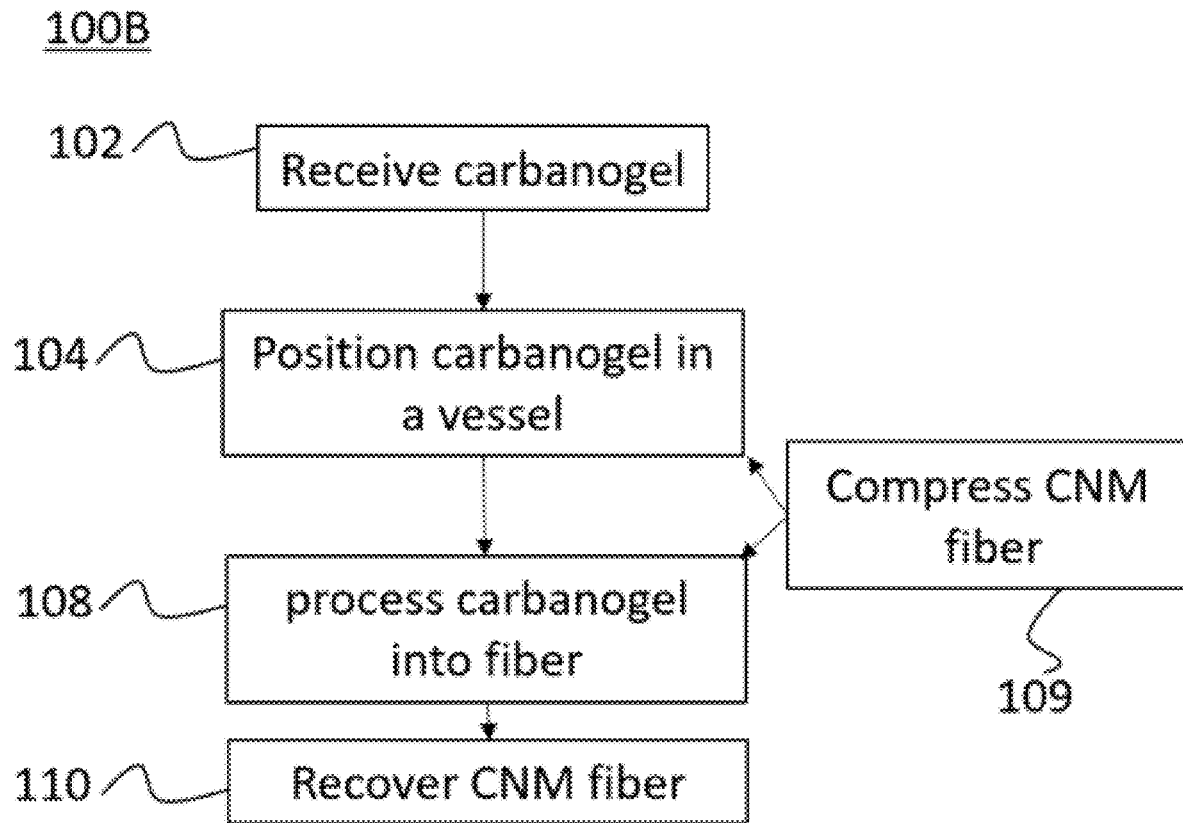 100B
102
Receive carbanogel
104
Position carbanogel in
a vessel
Compress CNM
fiber
109
108
process carbanogel
into fiber
110
Recover CNM fiber